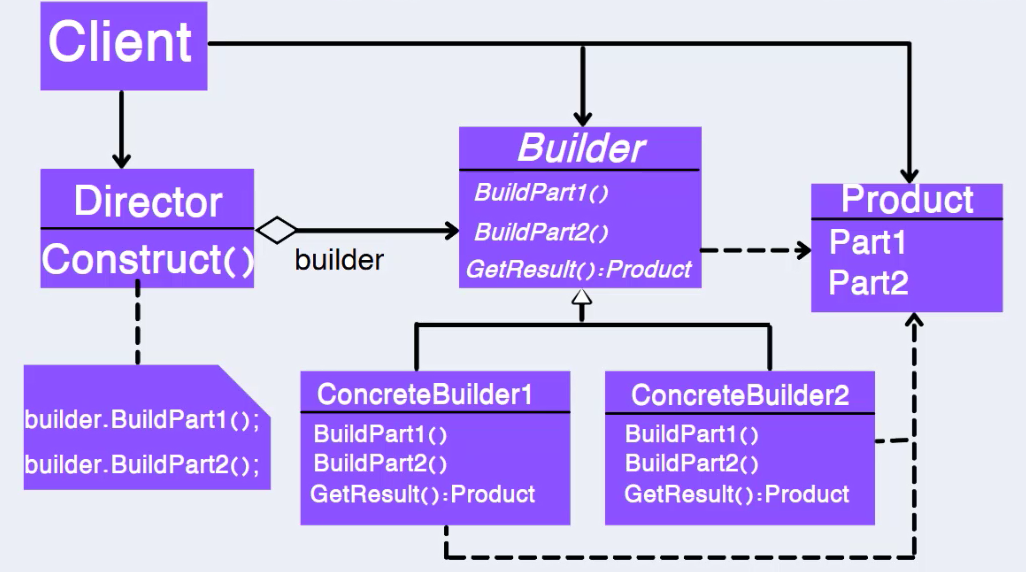 Client
Director
Construct()
builder
Builder
BuildPart1()
BuildPart2()
GetResult():Product
Product
Part1
Part2
builder.BuildPart1();
builder.BuildPart2();
ConcreteBuilder1
BuildPart1()
BuildPart2()
GetResult():Product
ConcreteBuilder2
BuildPart1()
BuildPart2()
GetResult():Product